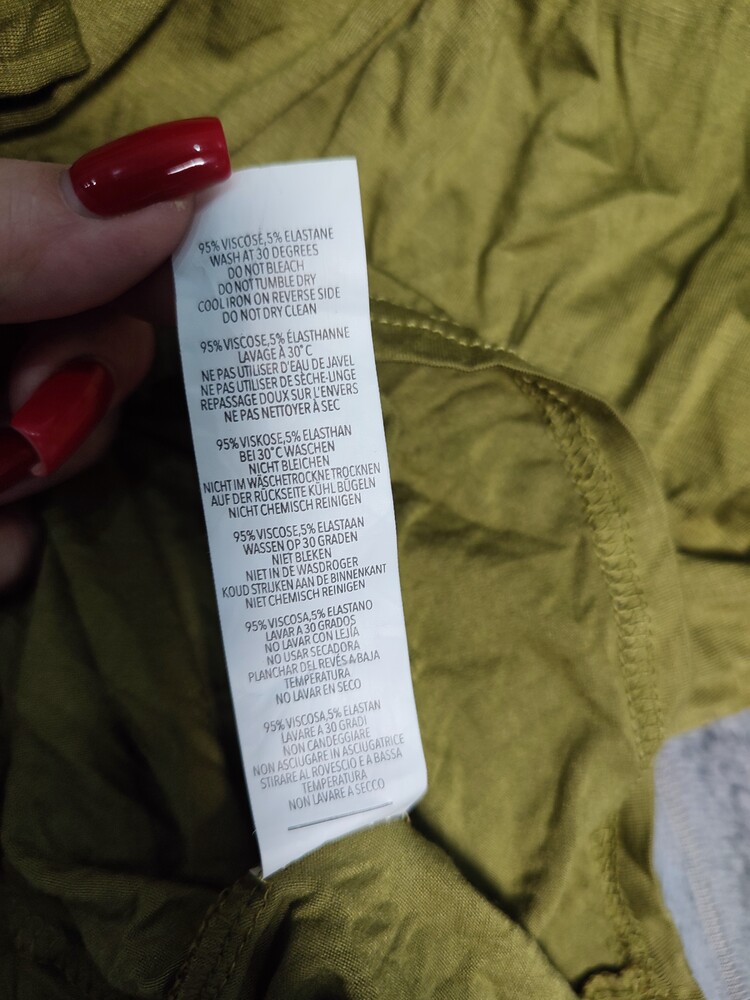 95% VISCOSE,5% ELASTANE
WASH AT 30 DEGREES
DO NOT BLEACH
DO NOT TUMBLE DRY
COOL IRON ON REVERSE SIDE
DO NOT DRY CLEAN
95% VISCOSE,5% ÉLASTHANNE
LAVAGE À 30° C
NE PAS UTILISER D'EAU DE JAVEL
NE PAS UTILISER DE SÈCHE-LINGE
REPASSAGE DOUX SUR L'ENVERS
NE PAS NETTOYER À SEC
95% VISKOSE,5% ELASTHAN
BEI 30° C WASCHEN
NICHT BLEICHEN
NICHT IM WÄSCHETROCKNE TROCKNEN
AUF DER RÜCKSEITE KÜHL BÜGELN
NICHT CHEMISCH REINIGEN
95% VISCOSE,5% ELASTAAN
WASSEN OP 30 GRADEN
NIET BLEKEN
NIET IN DE WASDROGER
KOUD STRIJKEN AAN DE BINNENKANT
NIET CHEMISCH REINIGEN
95% VISCOSA,5% ELASTANO
LAVAR A 30 GRADOS
NO LAVAR CON LEJÍA
NO USAR SECADORA
PLANCHAR DEL REVÉS A BAJA
TEMPERATURA
NO LAVAR EN SECO
95% VISCOSA,5% ELASTAN
LAVARE A 30 GRADI
NON CANDEGGIARE
NON ASCIUGARE IN ASCIUGATRICE
STIRARE AL ROVESCIO E A BASSA
TEMPERATURA
NON LAVARE A SECCO